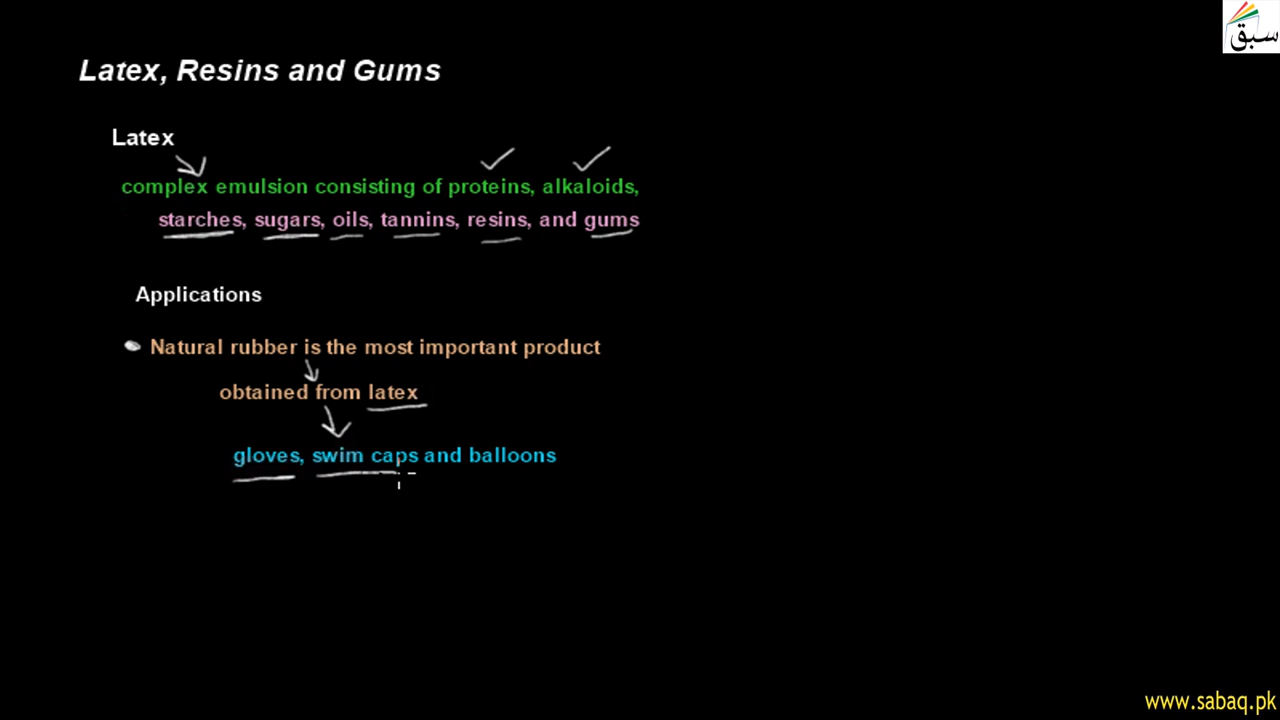 سبق
Latex, Resins and Gums
Latex
complex emulsion consisting of proteins, alkaloids,
starches, sugars, oils, tannins, resins, and gums
Applications
Natural rubber is the most important product
obtained from latex
gloves, swim caps and balloons
www.sabaq.pk